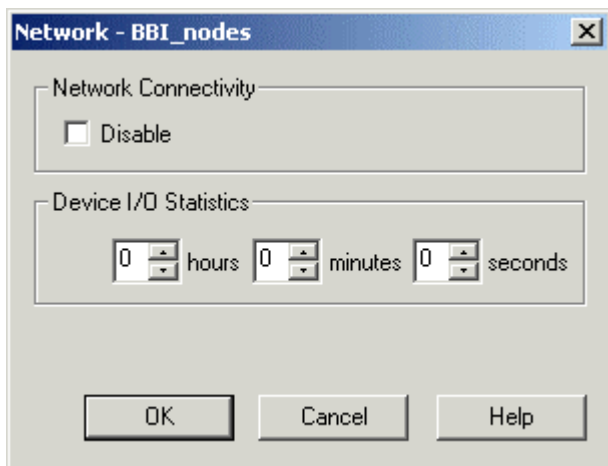 Network - BBI_nodes
Network Connectivity
Disable
Device I/O Statistics
0 hours 0 minutes 0 seconds
OK Cancel Help